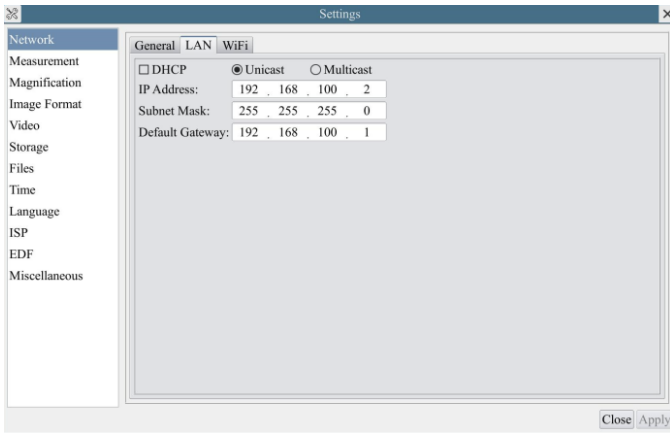 Settings
Network
Measurement
Magnification
Image Format
Video
Storage
Files
Time
Language
ISP
EDF
Miscellaneous
General LAN WiFi
DHCP Unicast Multicast
IP Address: 192 . 168 . 100 . 2
Subnet Mask: 255 . 255 . 255 . 0
Default Gateway: 192 . 168 . 100 . 1
Close Apply